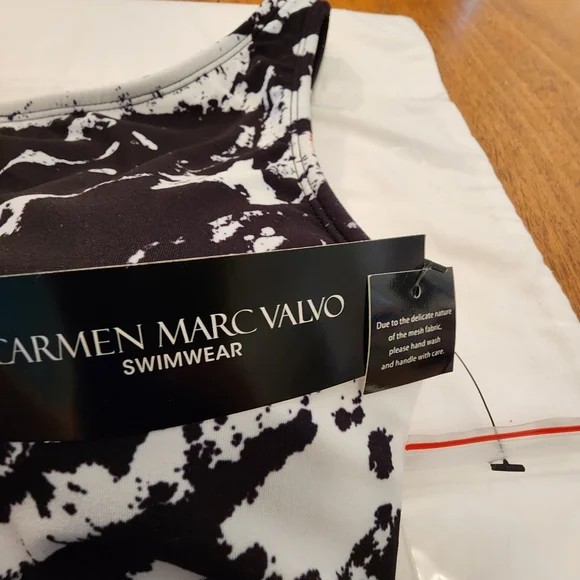 CARMEN MARC VALVO
SWIMWEAR
Due to the delicate nature
of the mesh fabric,
please hand wash
and handle with care.